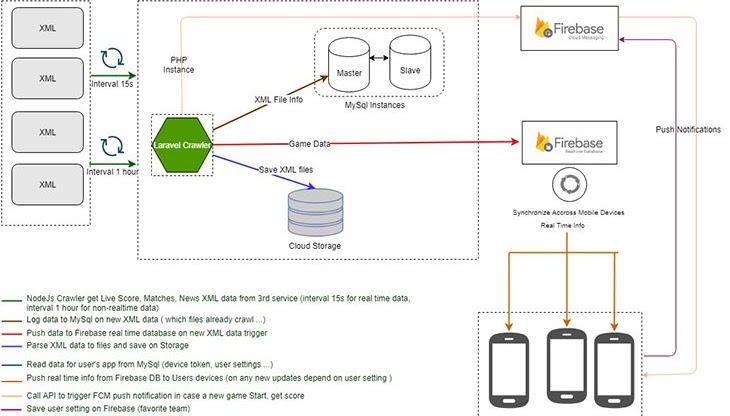 XML
XML
XML
XML
Interval 15s
Interval 1 hour
PHP
Instance
Laravel Crawler
XML File Info
Master
Slave
MySql Instances
Game Data
Save XML files
Cloud Storage
Firebase
Cloud Messaging
Firebase
Realtime Database
Push Notifications
Synchronize Accross Mobile Devices
Real Time Info
NodeJs Crawler get Live Score, Matches, News XML data from 3rd service (interval 15s for real time data,
interval 1 hour for non-realtime data)
Log data to MySql on new XML data ( which files already crawl ...)
Push data to Firebase real time database on new XML data trigger
Parse XML data to files and save on Storage
Read data for user's app from MySql (device token, user settings ...)
Push real time info from Firebase DB to Users devices (on any new updates depend on user setting )
Call API to trigger FCM push notification in case a new game Start, get score
Save user setting on Firebase (favorite team)